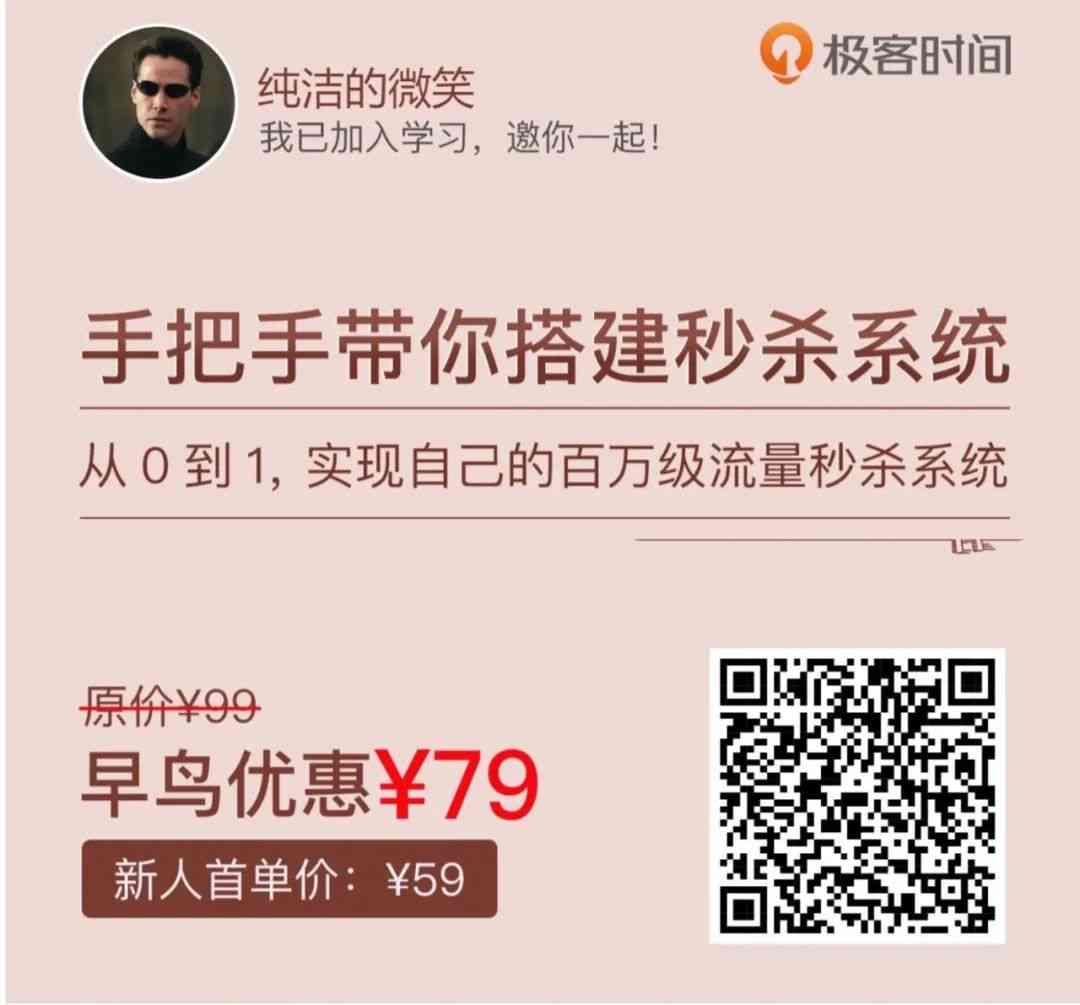 极客时间
纯洁的微笑
我已加入学习，邀你一起！
手把手带你搭建秒杀系统
从 0 到 1, 实现自己的百万级流量秒杀系统
原价¥99
早鸟优惠¥79
新人首单价：¥59